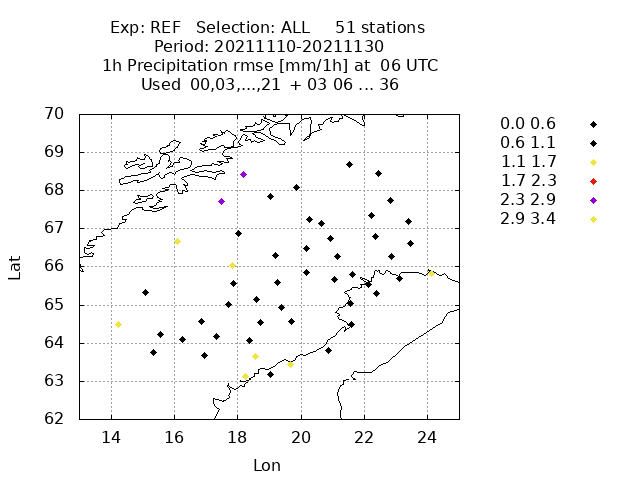 Exp: REF Selection: ALL 51 stations
Period: 20211110-20211130
1h Precipitation rmse [mm/1h] at 06 UTC
Used 00,03,...,21 + 03 06 ... 36
70
69
68
67
66
65
64
63
62
Lat
14 16 18 20 22 24
Lon
0.0 0.6
0.6 1.1
1.1 1.7
1.7 2.3
2.3 2.9
2.9 3.4